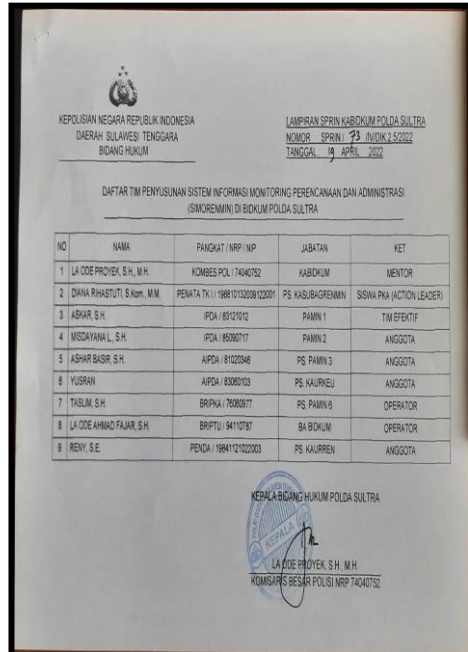 KEPOLISIAN NEGARA REPUBLIK INDONESIA
DAERAH SULAWESI TENGGARA
BIDANG HUKUM
LAMPIRAN SPRIN KABIDKUM POLDA SULTRA
NOMOR SPRIN / 73 /IV/DIK.2.5/2022
TANGGAL 19 APRIL 2022
DAFTAR TIM PENYUSUNAN SISTEM INFORMASI MONITORING PERENCANAAN DAN ADMINISTRASI
(SIMORENMIN) DI BIDKUM POLDA SULTRA
NO NAMA PANGKAT / NRP / NIP JABATAN KET
1 LA ODE PROYEK, S.H., M.H. KOMBES POL / 74040752 KABIDKUM MENTOR
2 DIANA RIHASTUTI, S.Kom., M.M. PENATA TK I / 198810132009122001 PS. KASUBAGRENMIN SISWA PKA (ACTION LEADER)
3 ASKAR, S.H. IPDA / 83121012 PAMIN 1 TIM EFEKTIF
4 MISDAYANA L., S.H. IPDA / 85090717 PAMIN 2 ANGGOTA
5 ASHAR BASIR, S.H. AIPDA / 81020346 PS. PAMIN 3 ANGGOTA
6 YUSRAN AIPDA / 83060103 PS. KAURKEU ANGGOTA
7 TASLIM, S.H. BRIPKA / 76060977 PS. PAMIN 6 OPERATOR
8 LA ODE AHMAD FAJAR, S.H. BRIPTU / 94110787 BA BIDKUM OPERATOR
9 RENY, S.E. PENDA / 19841121022003 PS. KAURREN ANGGOTA
KEPALA BIDANG HUKUM POLDA SULTRA
KEPALA
LA ODE PROYEK, S.H., M.H.
KOMISARIS BESAR POLISI NRP 74040752